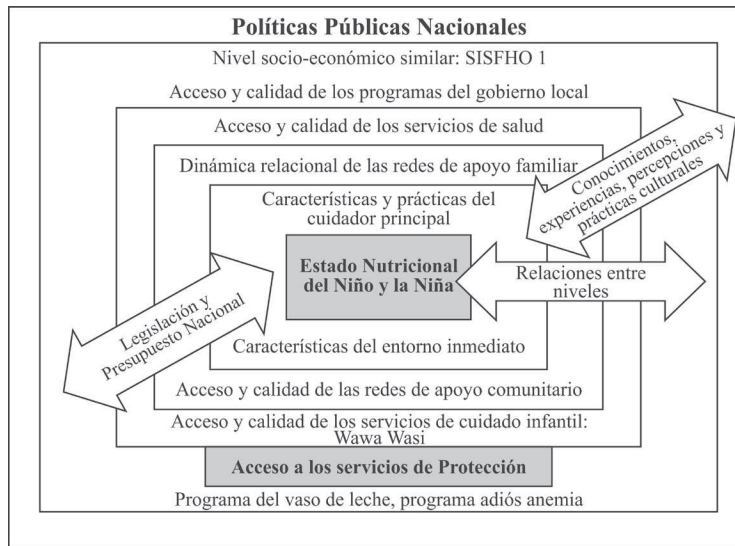 Políticas Públicas Nacionales
Nivel socio-económico similar: SISFHO 1
Acceso y calidad de los programas del gobierno local
Acceso y calidad de los servicios de salud
Dinámica relacional de las redes de apoyo familiar
Características y prácticas del
cuidador principal
Conocimientos,
experiencias, percepciones y
prácticas culturales
Estado Nutricional
del Niño y la Niña
Relaciones entre
niveles
Legislación y
Presupuesto Nacional
Características del entorno inmediato
Acceso y calidad de las redes de apoyo comunitario
Acceso y calidad de los servicios de cuidado infantil:
Wawa Wasi
Acceso a los servicios de Protección
Programa del vaso de leche, programa adiós anemia